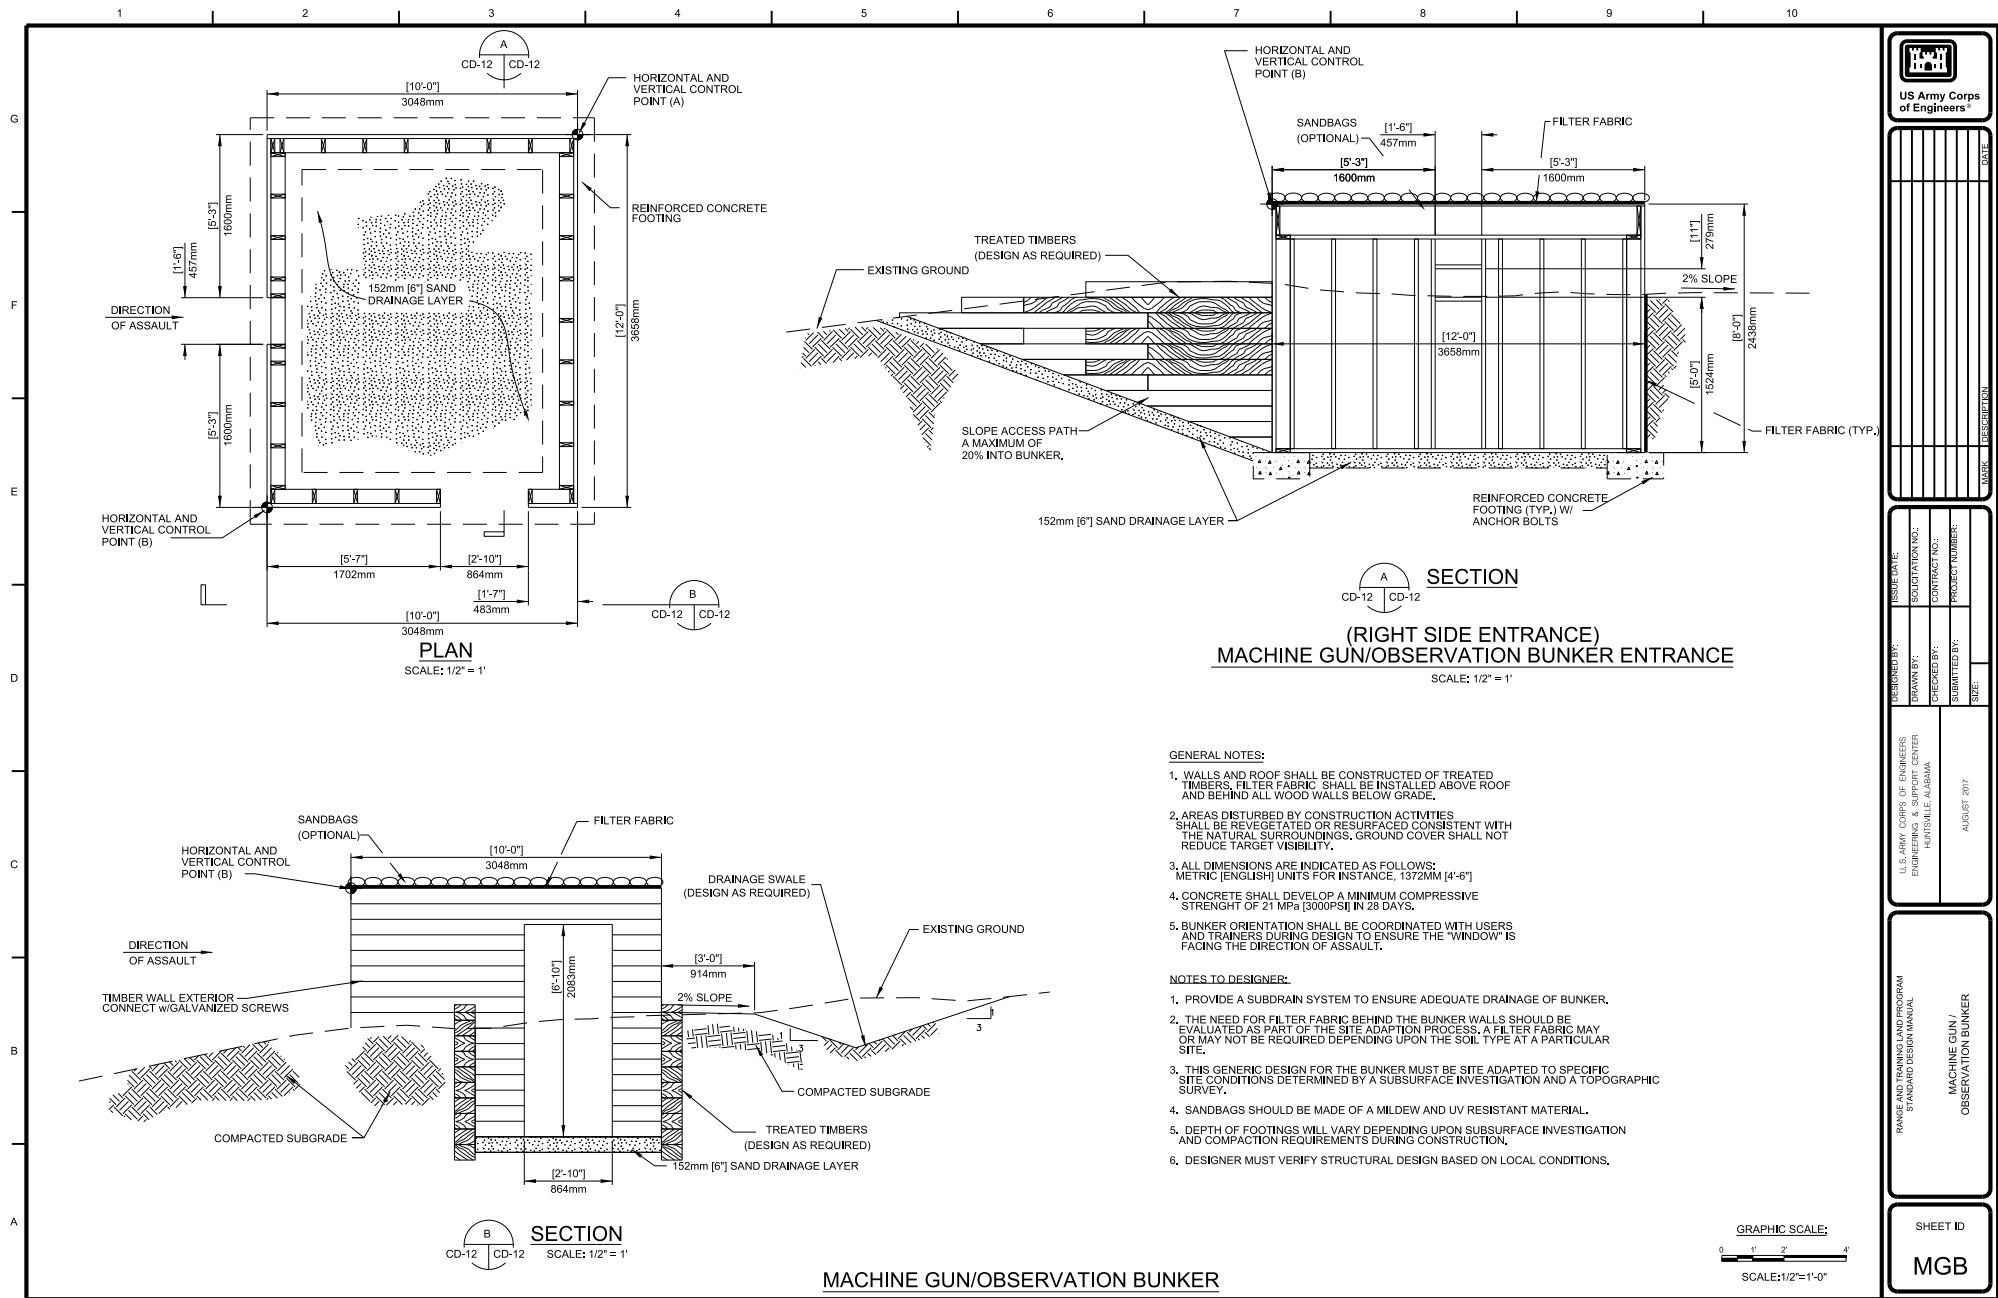 1 2 3 4 5 6 7 8 9 10
G
F
E
D
C
B
A
A
CD-12 CD-12
[10'-0"]
3048mm
HORIZONTAL AND
VERTICAL CONTROL
POINT (A)
REINFORCED CONCRETE
FOOTING
[5'-3"]
1600mm
[1'-6"]
457mm
152mm [6"] SAND
DRAINAGE LAYER
DIRECTION
OF ASSAULT
[12'-0"]
3658mm
[5'-3"]
1600mm
HORIZONTAL AND
VERTICAL CONTROL
POINT (B)
[5'-7"]
1702mm
[2'-10"]
864mm
[1'-7"]
483mm
B
CD-12 CD-12
[10'-0"]
3048mm
PLAN
SCALE: 1/2" = 1'
HORIZONTAL AND
VERTICAL CONTROL
POINT (B)
SANDBAGS
(OPTIONAL)
[1'-6"]
457mm
FILTER FABRIC
[5'-3"]
1600mm
[5'-3"]
1600mm
TREATED TIMBERS
(DESIGN AS REQUIRED)
EXISTING GROUND
[11"]
279mm
2% SLOPE
[12'-0"]
3658mm
[8'-0"]
2438mm
[5'-0"]
1524mm
SLOPE ACCESS PATH
A MAXIMUM OF
20% INTO BUNKER.
FILTER FABRIC (TYP.)
152mm [6"] SAND DRAINAGE LAYER
REINFORCED CONCRETE
FOOTING (TYP.) W/
ANCHOR BOLTS
A
CD-12 CD-12
SECTION
(RIGHT SIDE ENTRANCE)
MACHINE GUN/OBSERVATION BUNKER ENTRANCE
SCALE: 1/2" = 1'
SANDBAGS
(OPTIONAL)
FILTER FABRIC
HORIZONTAL AND
VERTICAL CONTROL
POINT (B)
[10'-0"]
3048mm
DRAINAGE SWALE
(DESIGN AS REQUIRED)
DIRECTION
OF ASSAULT
EXISTING GROUND
[3'-0"]
914mm
[6'-10"]
2083mm
2% SLOPE
TIMBER WALL EXTERIOR
CONNECT w/GALVANIZED SCREWS
1
3
1
3
COMPACTED SUBGRADE
COMPACTED SUBGRADE
TREATED TIMBERS
(DESIGN AS REQUIRED)
152mm [6"] SAND DRAINAGE LAYER
[2'-10"]
864mm
B
CD-12 CD-12
SECTION
SCALE: 1/2" = 1'
GENERAL NOTES:
1. WALLS AND ROOF SHALL BE CONSTRUCTED OF TREATED
TIMBERS. FILTER FABRIC SHALL BE INSTALLED ABOVE ROOF
AND BEHIND ALL WOOD WALLS BELOW GRADE.
2. AREAS DISTURBED BY CONSTRUCTION ACTIVITIES
SHALL BE REVEGETATED OR RESURFACED CONSISTENT WITH
THE NATURAL SURROUNDINGS. GROUND COVER SHALL NOT
REDUCE TARGET VISIBILITY.
3. ALL DIMENSIONS ARE INDICATED AS FOLLOWS:
METRIC [ENGLISH] UNITS FOR INSTANCE, 1372MM [4'-6"]
4. CONCRETE SHALL DEVELOP A MINIMUM COMPRESSIVE
STRENGHT OF 21 MPa [3000PSI] IN 28 DAYS.
5. BUNKER ORIENTATION SHALL BE COORDINATED WITH USERS
AND TRAINERS DURING DESIGN TO ENSURE THE "WINDOW" IS
FACING THE DIRECTION OF ASSAULT.
NOTES TO DESIGNER:
1. PROVIDE A SUBDRAIN SYSTEM TO ENSURE ADEQUATE DRAINAGE OF BUNKER.
2. THE NEED FOR FILTER FABRIC BEHIND THE BUNKER WALLS SHOULD BE
EVALUATED AS PART OF THE SITE ADAPTION PROCESS. A FILTER FABRIC MAY
OR MAY NOT BE REQUIRED DEPENDING UPON THE SOIL TYPE AT A PARTICULAR
SITE.
3. THIS GENERIC DESIGN FOR THE BUNKER MUST BE SITE ADAPTED TO SPECIFIC
SITE CONDITIONS DETERMINED BY A SUBSURFACE INVESTIGATION AND A TOPOGRAPHIC
SURVEY.
4. SANDBAGS SHOULD BE MADE OF A MILDEW AND UV RESISTANT MATERIAL.
5. DEPTH OF FOOTINGS WILL VARY DEPENDING UPON SUBSURFACE INVESTIGATION
AND COMPACTION REQUIREMENTS DURING CONSTRUCTION.
6. DESIGNER MUST VERIFY STRUCTURAL DESIGN BASED ON LOCAL CONDITIONS.
GRAPHIC SCALE:
0 1' 2' 4'
SCALE:1/2"=1'-0"
MACHINE GUN/OBSERVATION BUNKER
US Army Corps
of Engineers®
DATE
DESCRIPTION
MARK
ISSUE DATE:
SOLICITATION NO.:
CONTRACT NO.:
PROJECT NUMBER:
DESIGNED BY:
DRAWN BY:
CHECKED BY:
SUBMITTED BY:
SIZE:
U. S. ARMY CORPS OF ENGINEERS
ENGINEERING & SUPPORT CENTER
HUNTSVILLE, ALABAMA
AUGUST 2017
RANGE AND TRAINING LAND PROGRAM
STANDARD DESIGN MANUAL
MACHINE GUN /
OBSERVATION BUNKER
SHEET ID
MGB